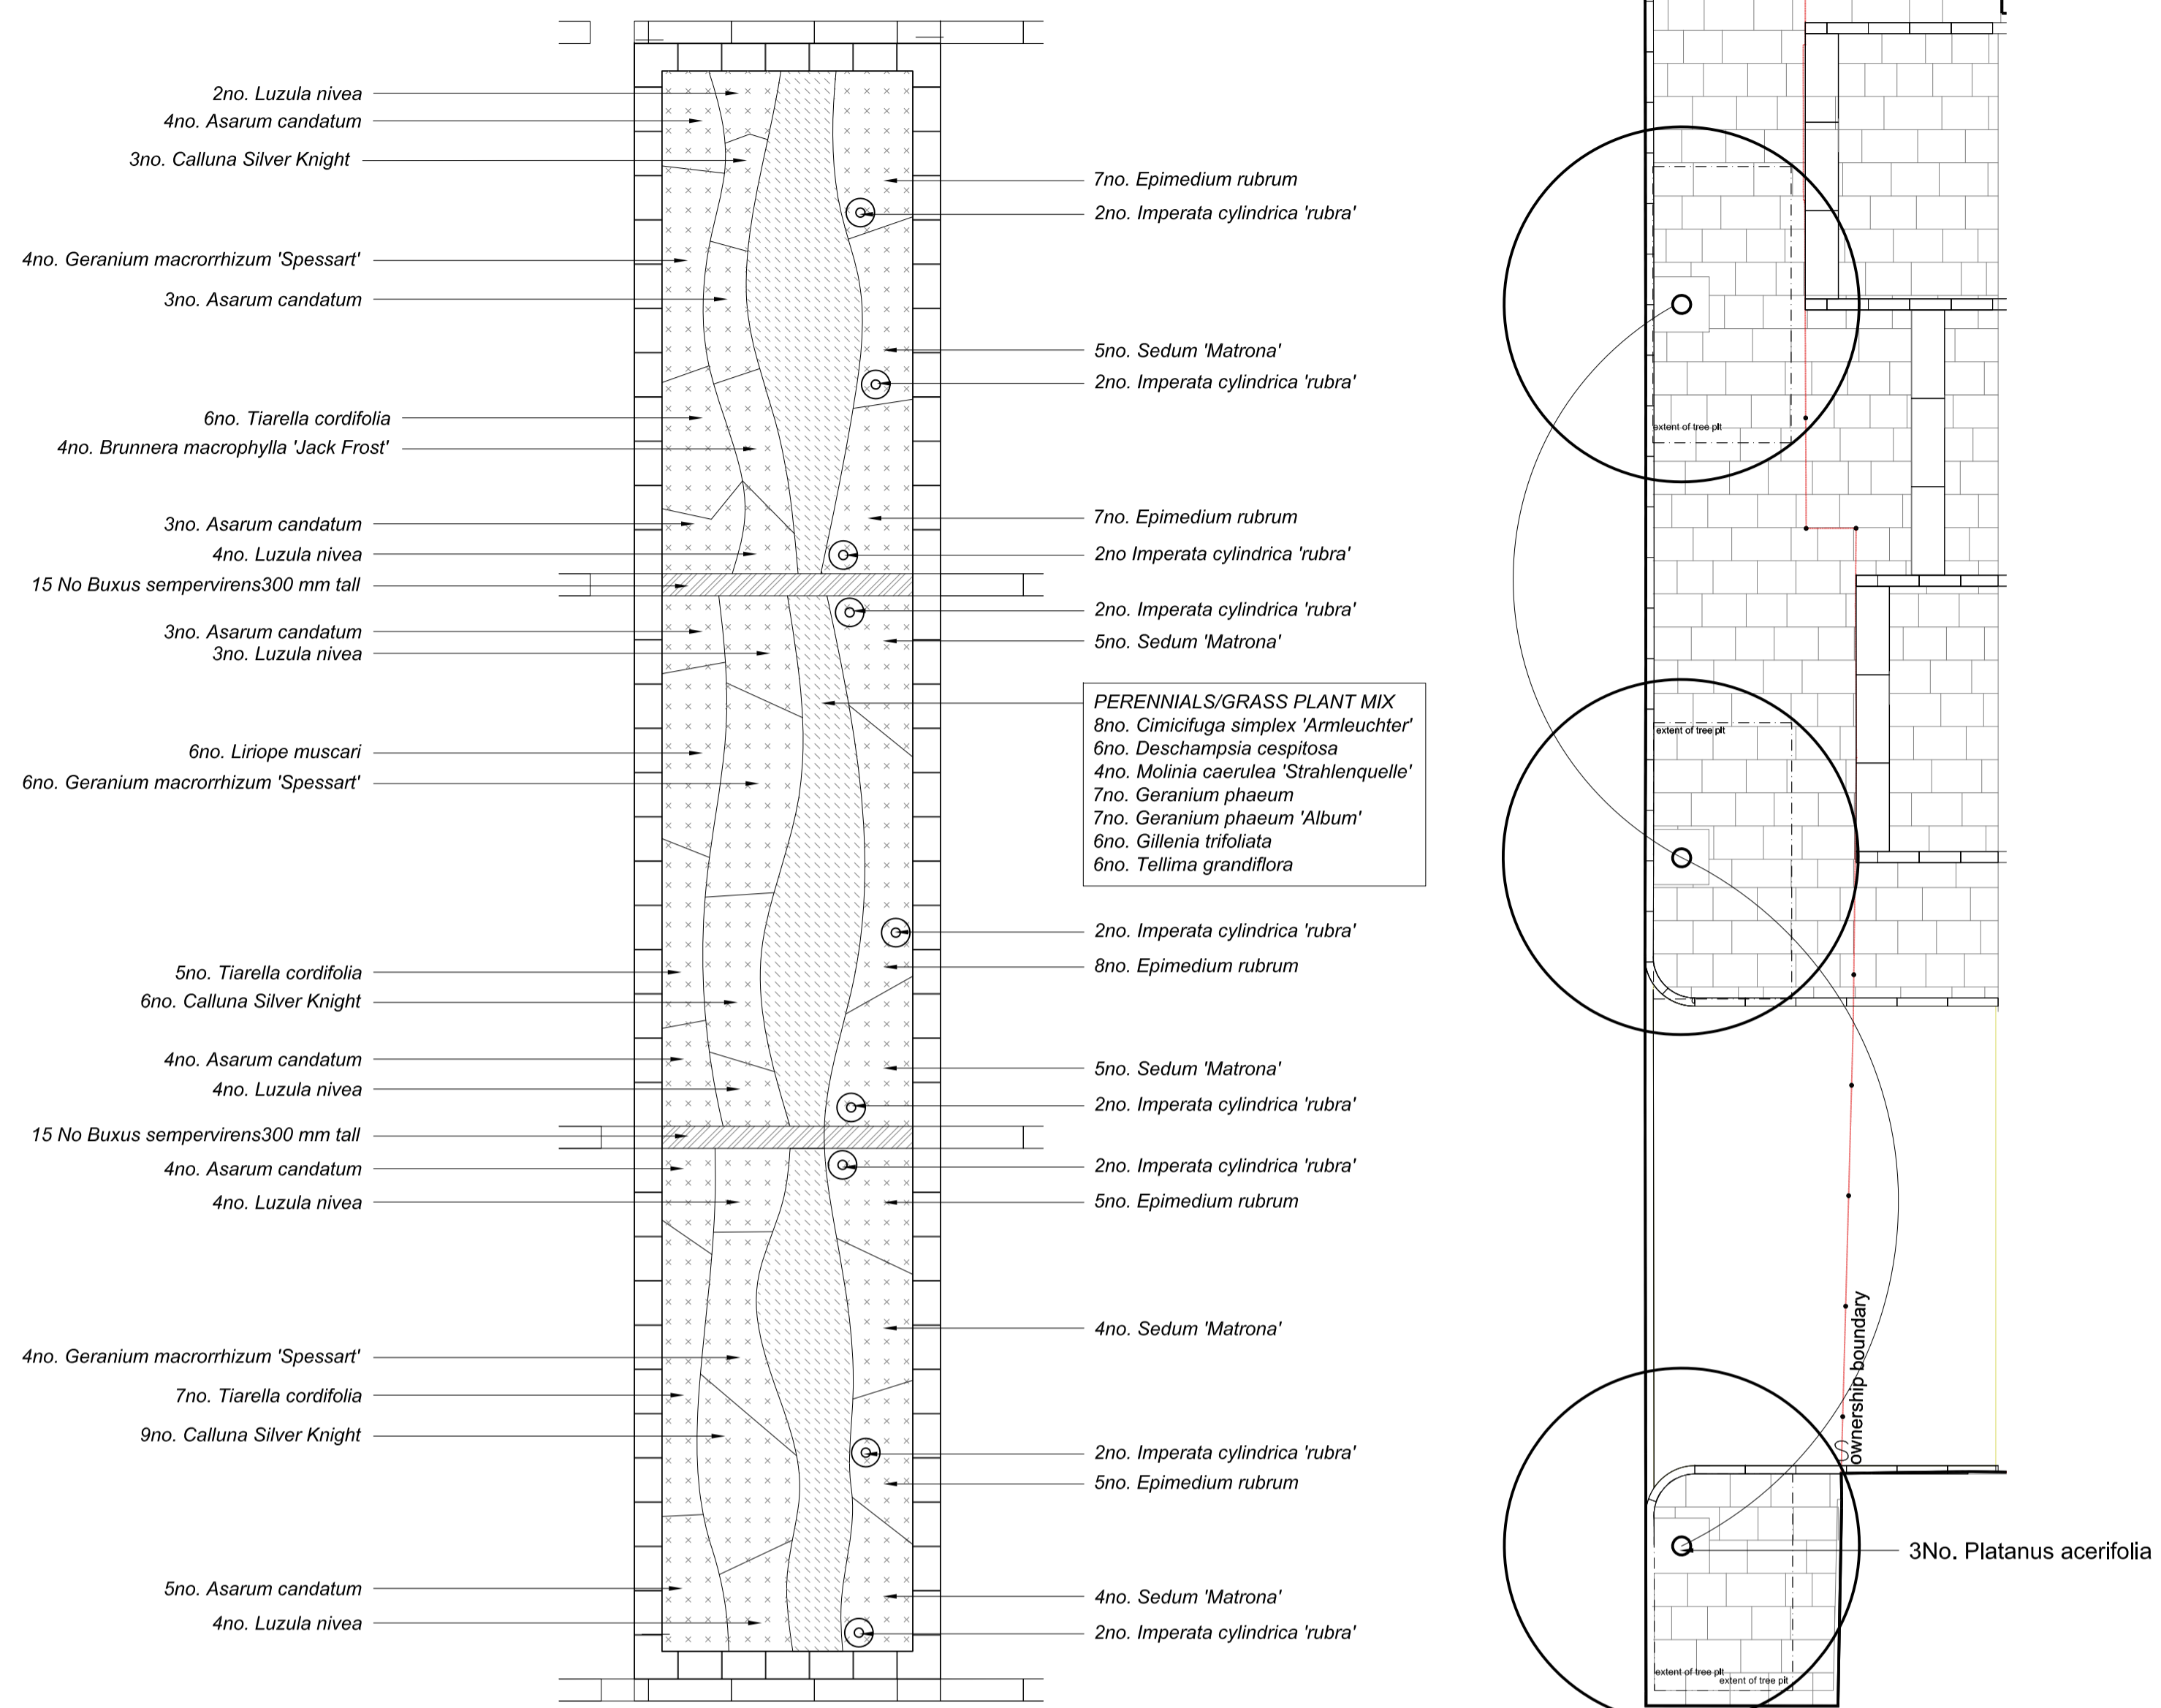 2no. Luzula nivea
4no. Asarum candatum
3no. Calluna Silver Knight
4no. Geranium macrorrhizum 'Spessart'
3no. Asarum candatum
6no. Tiarella cordifolia
4no. Brunnera macrophylla 'Jack Frost'
3no. Asarum candatum
4no. Luzula nivea
15 No Buxus sempervirens300 mm tall
3no. Asarum candatum
3no. Luzula nivea
6no. Liriope muscari
6no. Geranium macrorrhizum 'Spessart'
5no. Tiarella cordifolia
6no. Calluna Silver Knight
4no. Asarum candatum
4no. Luzula nivea
15 No Buxus sempervirens300 mm tall
4no. Asarum candatum
4no. Luzula nivea
4no. Geranium macrorrhizum 'Spessart'
7no. Tiarella cordifolia
9no. Calluna Silver Knight
5no. Asarum candatum
4no. Luzula nivea
7no. Epimedium rubrum
2no. Imperata cylindrica 'rubra'
5no. Sedum 'Matrona'
2no. Imperata cylindrica 'rubra'
7no. Epimedium rubrum
2no Imperata cylindrica 'rubra'
2no. Imperata cylindrica 'rubra'
5no. Sedum 'Matrona'
PERENNIALS/GRASS PLANT MIX
8no. Cimicifuga simplex 'Armleuchter'
6no. Deschampsia cespitosa
4no. Molinia caerulea 'Strahlenquelle'
7no. Geranium phaeum
7no. Geranium phaeum 'Album'
6no. Gillenia trifoliata
6no. Tellima grandiflora
2no. Imperata cylindrica 'rubra'
8no. Epimedium rubrum
5no. Sedum 'Matrona'
2no. Imperata cylindrica 'rubra'
2no. Imperata cylindrica 'rubra'
5no. Epimedium rubrum
4no. Sedum 'Matrona'
2no. Imperata cylindrica 'rubra'
5no. Epimedium rubrum
4no. Sedum 'Matrona'
2no. Imperata cylindrica 'rubra'
extent of tree pit
extent of tree pit
ownership boundary
3No. Platanus acerifolia
extent of tree pit
extent of tree pit